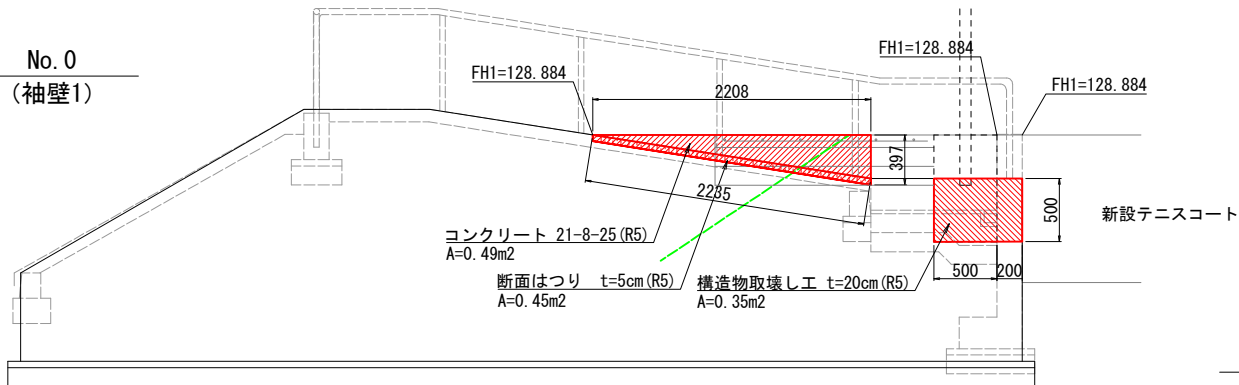 No.0
(袖壁1)
FH1=128.884
2208
FH1=128.884
FH1=128.884
397
2235
500
新設テニスコート
コンクリート 21-8-25(R5)
A=0.49m2
断面はつり t=5cm(R5)
A=0.45m2
構造物取壊し工 t=20cm(R5)
A=0.35m2
500
200